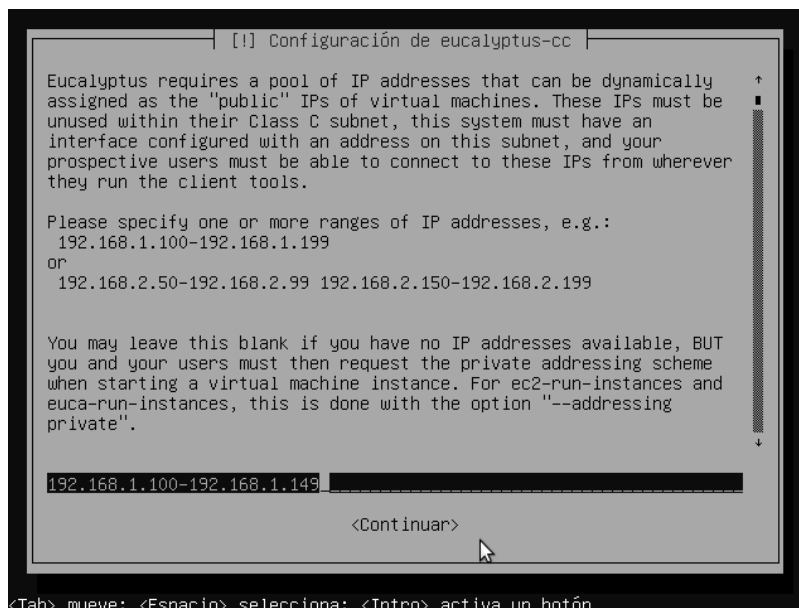 [!] Configuración de eucalyptus-cc
Eucalyptus requires a pool of IP addresses that can be dynamically
assigned as the "public" IPs of virtual machines. These IPs must be
unused within their Class C subnet, this system must have an
interface configured with an address on this subnet, and your
prospective users must be able to connect to these IPs from wherever
they run the client tools.
Please specify one or more ranges of IP addresses, e.g.:
192.168.1.100-192.168.1.199
or
192.168.2.50-192.168.2.99 192.168.2.150-192.168.2.199
You may leave this blank if you have no IP addresses available, BUT
you and your users must then request the private addressing scheme
when starting a virtual machine instance. For ec2-run-instances and
euca-run-instances, this is done with the option "--addressing
private".
192.168.1.100-192.168.1.149
<Continuar>
<Tab> mueve; <Espacio> selecciona; <Intro> activa un botón